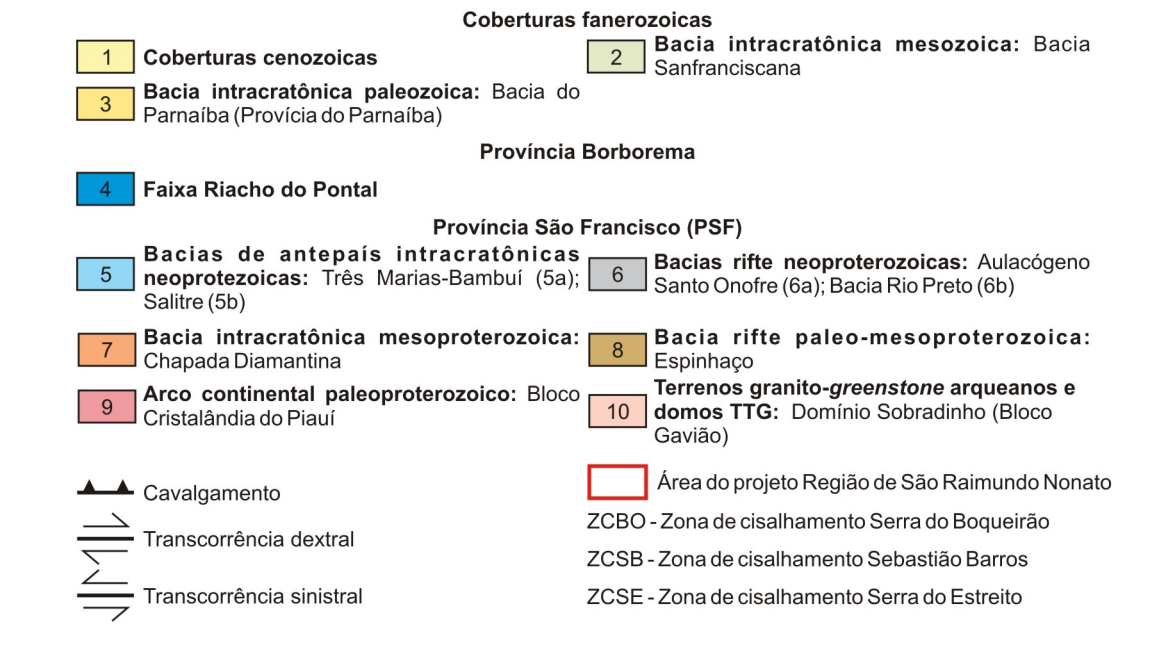 Coberturas fanerozoicas
1 Coberturas cenozoicas
2 Bacia intracratônica mesozoica: Bacia
Sanfranciscana
3 Bacia intracratônica paleozoica: Bacia do
Parnaíba (Provícia do Parnaíba)
Província Borborema
4 Faixa Riacho do Pontal
Província São Francisco (PSF)
5 Bacias de antepaís intracratônicas
neoprotezoicas: Três Marias-Bambuí (5a);
Salitre (5b)
6 Bacias rifte neoproterozoicas: Aulacógeno
Santo Onofre (6a); Bacia Rio Preto (6b)
7 Bacia intracratônica mesoproterozoica:
Chapada Diamantina
8 Bacia rifte paleo-mesoproterozoica:
Espinhaço
9 Arco continental paleoproterozoico: Bloco
Cristalândia do Piauí
10 Terrenos granito-greenstone arqueanos e
domos TTG: Domínio Sobradinho (Bloco
Gavião)
Cavalgamento
Transcorrência dextral
Transcorrência sinistral
Área do projeto Região de São Raimundo Nonato
ZCBO - Zona de cisalhamento Serra do Boqueirão
ZCSB - Zona de cisalhamento Sebastião Barros
ZCSE - Zona de cisalhamento Serra do Estreito